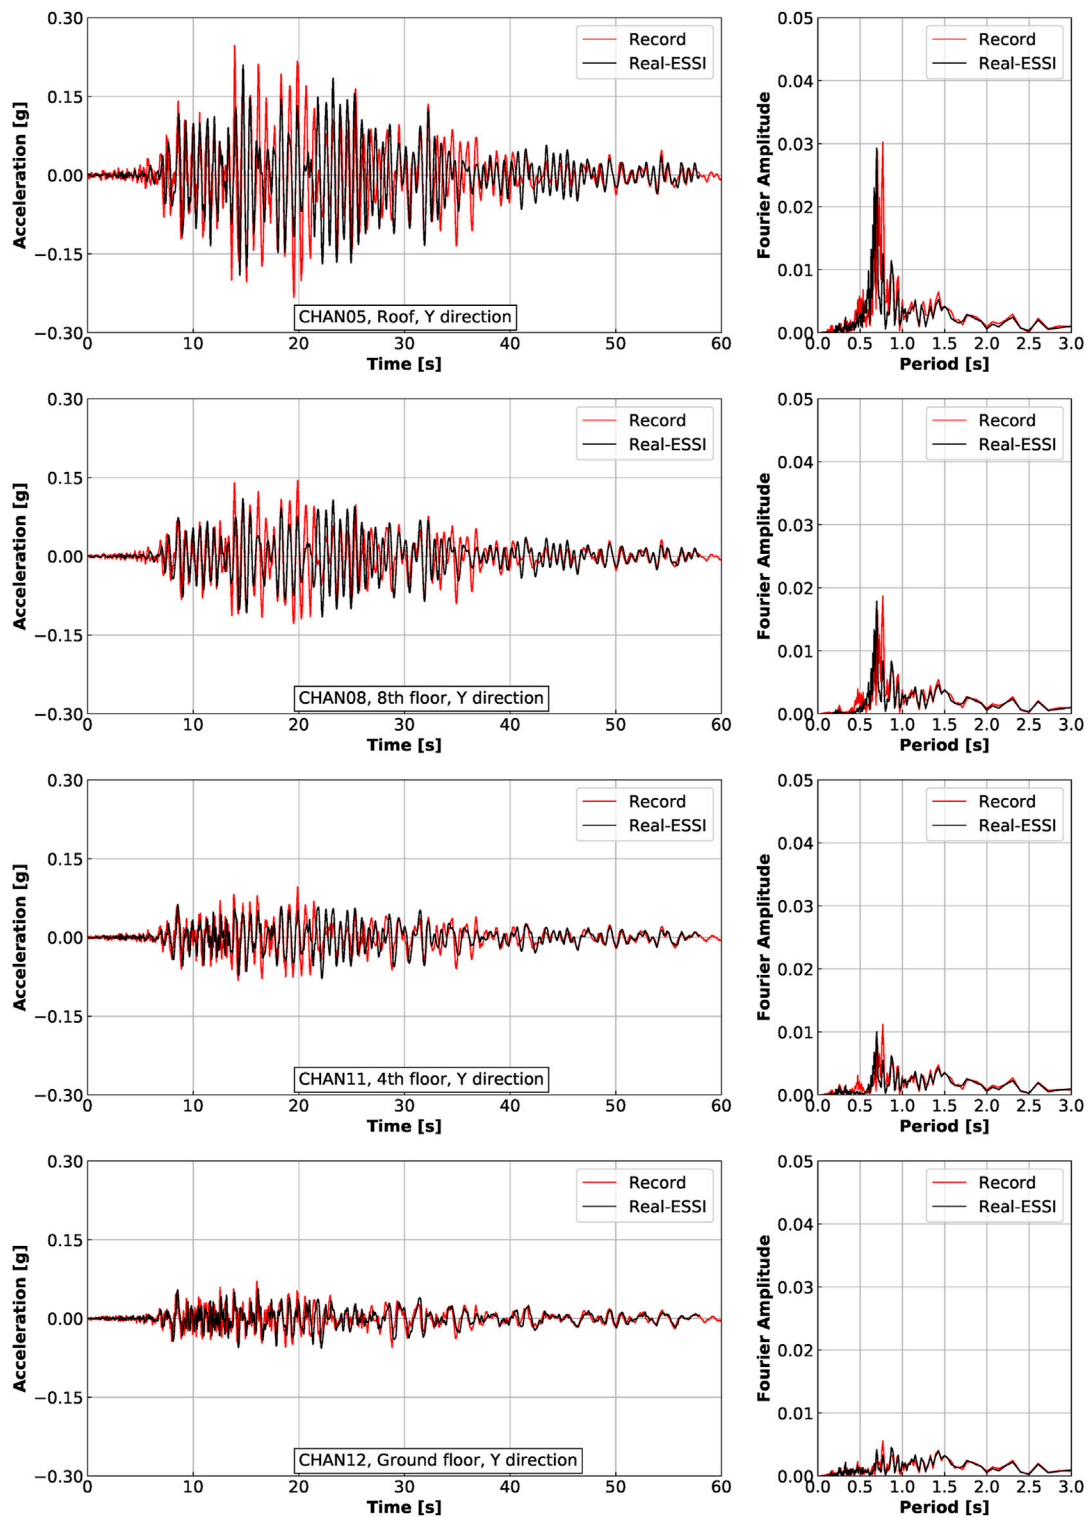 0.30
0.15
0.00
−0.15
−0.30
Acceleration [g]
Record
Real-ESSI
CHAN05, Roof, Y direction
0 10 20 30 40 50 60
Time [s]
0.05
0.04
0.03
0.02
0.01
0.00
Fourier Amplitude
Record
Real-ESSI
0.0 0.5 1.0 1.5 2.0 2.5 3.0
Period [s]
0.30
0.15
0.00
−0.15
−0.30
Acceleration [g]
Record
Real-ESSI
CHAN08, 8th floor, Y direction
0 10 20 30 40 50 60
Time [s]
0.05
0.04
0.03
0.02
0.01
0.00
Fourier Amplitude
Record
Real-ESSI
0.0 0.5 1.0 1.5 2.0 2.5 3.0
Period [s]
0.30
0.15
0.00
−0.15
−0.30
Acceleration [g]
Record
Real-ESSI
CHAN11, 4th floor, Y direction
0 10 20 30 40 50 60
Time [s]
0.05
0.04
0.03
0.02
0.01
0.00
Fourier Amplitude
Record
Real-ESSI
0.0 0.5 1.0 1.5 2.0 2.5 3.0
Period [s]
0.30
0.15
0.00
−0.15
−0.30
Acceleration [g]
Record
Real-ESSI
CHAN12, Ground floor, Y direction
0 10 20 30 40 50 60
Time [s]
0.05
0.04
0.03
0.02
0.01
0.00
Fourier Amplitude
Record
Real-ESSI
0.0 0.5 1.0 1.5 2.0 2.5 3.0
Period [s]